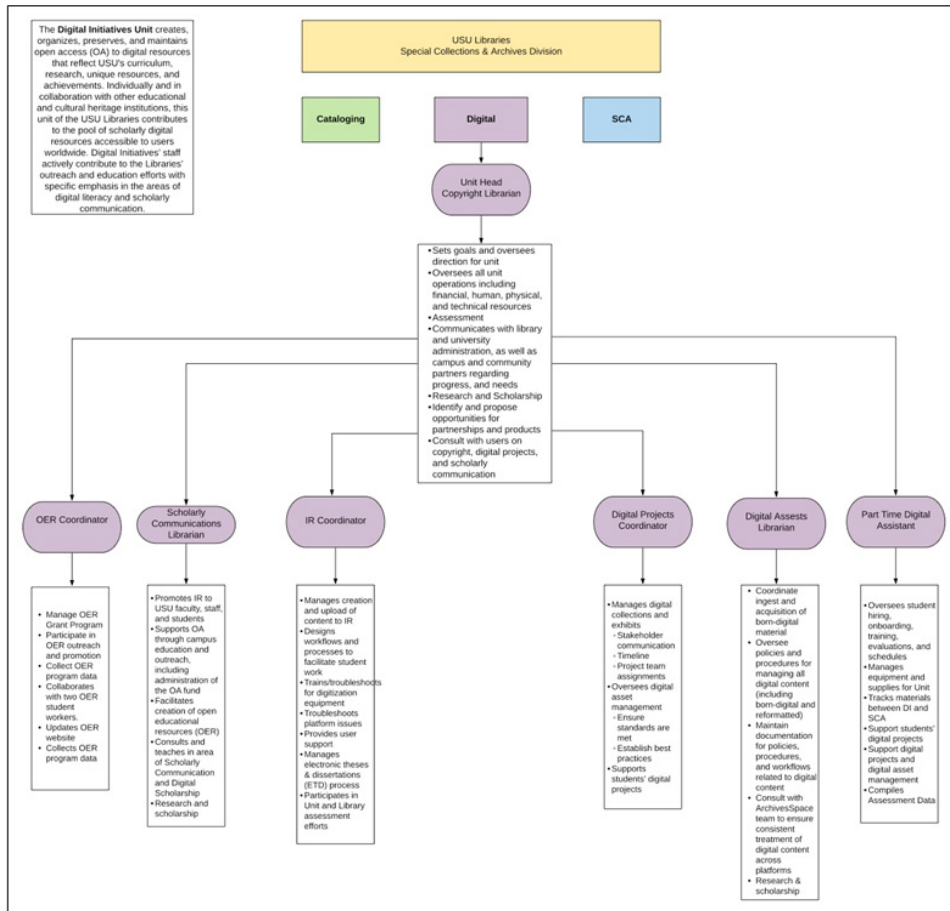 The Digital Initiatives Unit creates,
organizes, preserves, and maintains
open access (OA) to digital resources
that reflect USU's curriculum,
research, unique resources, and
achievements. Individually and in
collaboration with other educational
and cultural heritage institutions, this
unit of the USU Libraries contributes
to the pool of scholarly digital
resources accessible to users
worldwide. Digital Initiatives' staff
actively contribute to the Libraries'
outreach and education efforts with
specific emphasis in the areas of
digital literacy and scholarly
communication.
USU Libraries
Special Collections & Archives Division
Cataloging
Digital
SCA
Unit Head
Copyright Librarian
• Sets goals and oversees
direction for unit
• Oversees all unit
operations including
financial, human, physical,
and technical resources
• Assessment
• Communicates with library
and university
administration, as well as
campus and community
partners regarding
progress, and needs
• Research and Scholarship
• Identify and propose
opportunities for
partnerships and products
• Consult with users on
copyright, digital projects,
and scholarly
communication
OER Coordinator
• Manage OER
Grant Program
• Participate in
OER outreach
and promotion
• Collect OER
program data
• Collaborates
with two OER
student
workers.
• Updates OER
website
• Collects OER
program data
Scholarly
Communications
Librarian
• Promotes IR to
USU faculty, staff,
and students
• Supports OA
through campus
education and
outreach,
including
administration of
the OA fund
• Facilitates
creation of open
educational
resources (OER)
• Consults and
teaches in area of
Scholarly
Communication
and Digital
Scholarship
• Research and
scholarship
IR Coordinator
• Manages creation
and upload of
content to IR
• Designs
workflows and
processes to
facilitate student
work
• Trains/troubleshoots
for digitization
equipment
• Troubleshoots
platform issues
• Provides user
support
• Manages
electronic theses &
dissertations
(ETD) process
• Participates in
Unit and Library
assessment
efforts
Digital Projects
Coordinator
• Manages digital
collections and
exhibits
◦ Stakeholder
communication
◦ Timeline
◦ Project team
assignments
• Oversees digital
asset
management
◦ Ensure
standards are
met
◦ Establish best
practices
• Supports
students' digital
projects
Digital Assests
Librarian
• Coordinate
ingest and
acquisition of
born-digital
material
• Oversee
policies and
procedures for
managing all
digital content
(including
born-digital and
reformatted)
• Maintain
documentation
for policies,
procedures,
and workflows
related to digital
content
• Consult with
ArchivesSpace
team to ensure
consistent
treatment of
digital content
across
platforms
• Research &
scholarship
Part Time Digital
Assistant
• Oversees student
hiring,
onboarding,
training,
evaluations, and
schedules
• Manages
equipment and
supplies for Unit
• Tracks materials
between DI and
SCA
• Support students'
digital projects
• Support digital
projects and
digital asset
management
• Compiles
Assessment Data